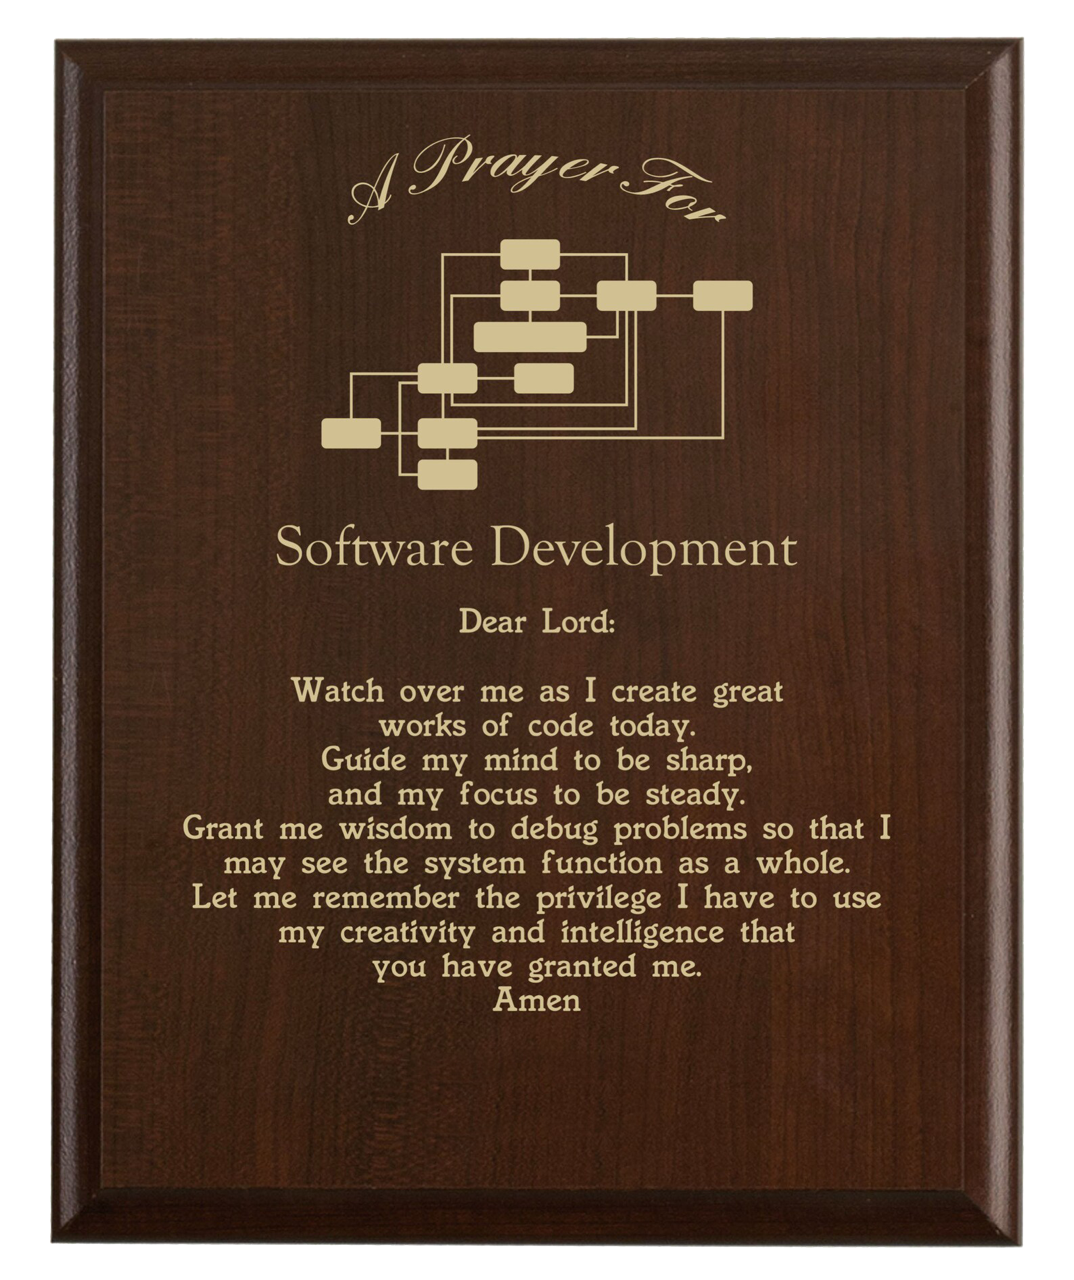 A Prayer For
Software Development
Dear Lord:
Watch over me as I create great
works of code today.
Guide my mind to be sharp,
and my focus to be steady.
Grant me wisdom to debug problems so that I
may see the system function as a whole.
Let me remember the privilege I have to use
my creativity and intelligence that
you have granted me.
Amen